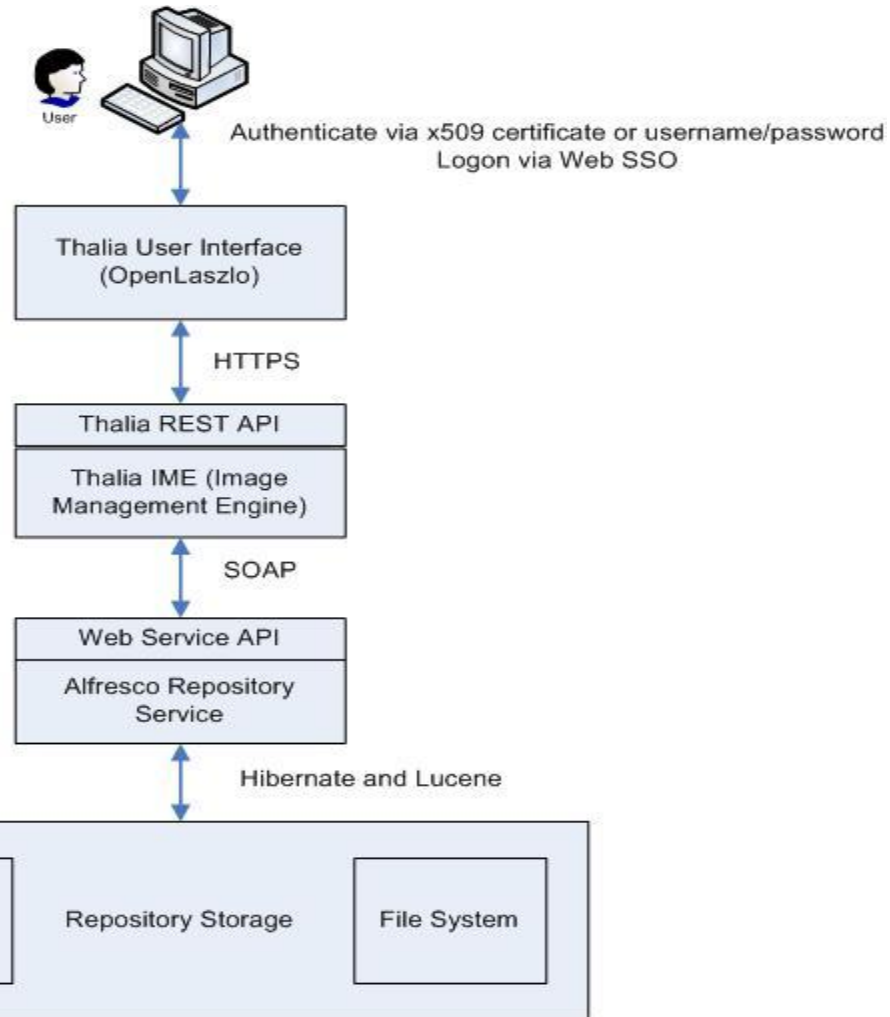 User
Authenticate via x509 certificate or username/password
Logon via Web SSO
Thalia User Interface
(OpenLaszlo)
HTTPS
Thalia REST API
Thalia IME (Image
Management Engine)
SOAP
Web Service API
Alfresco Repository
Service
Hibernate and Lucene
Repository Storage
File System